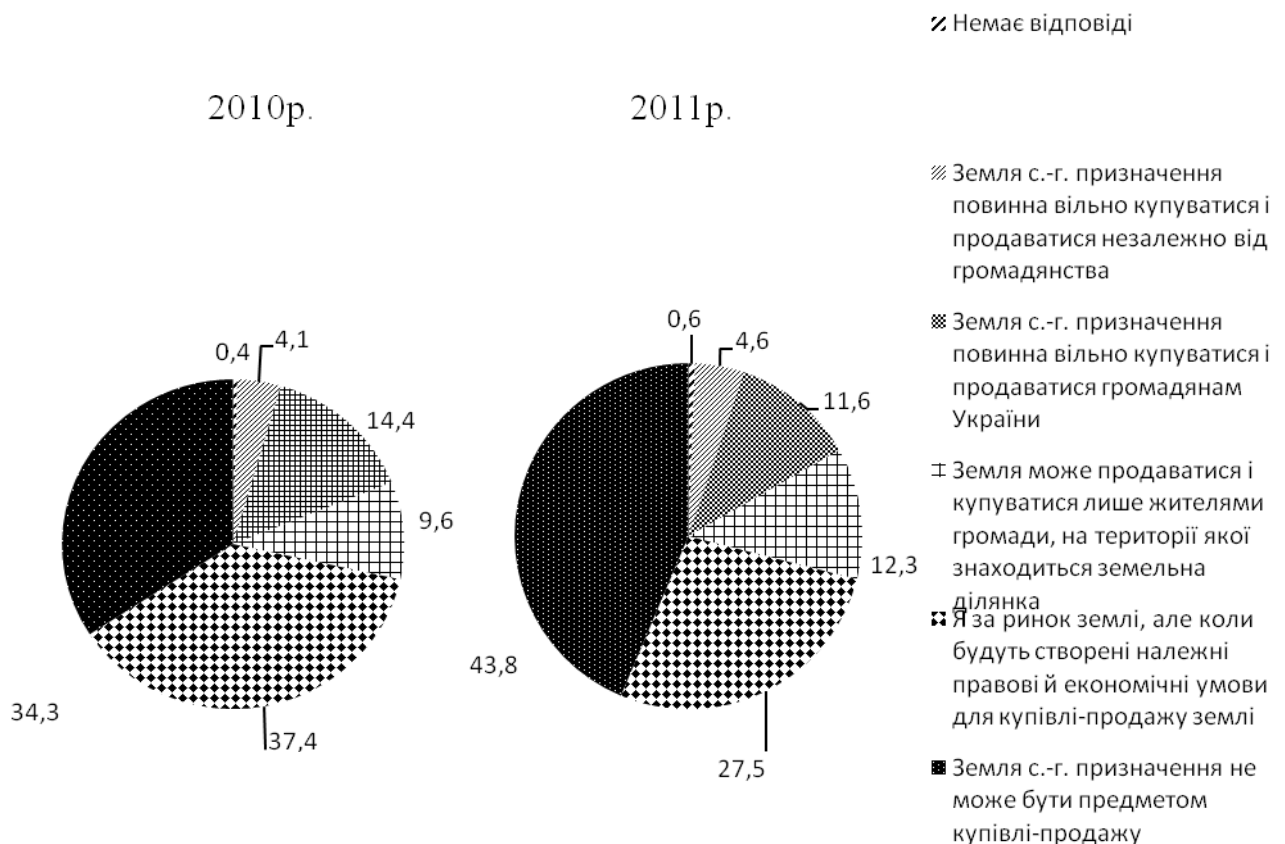 2010р.
2011р.
0,4
4,1
14,4
9,6
37,4
34,3
0,6
4,6
11,6
12,3
27,5
43,8
Немає відповіді
Земля с.-г. призначення
повинна вільно купуватися і
продаватися незалежно від
громадянства
Земля с.-г. призначення
повинна вільно купуватися і
продаватися громадянам
України
Земля може продаватися і
купуватися лише жителями
громади, на території якої
знаходиться земельна
ділянка
Я за ринок землі, але коли
будуть створені належні
правові й економічні умови
для купівлі-продажу землі
Земля с.-г. призначення не
може бути предметом
купівлі-продажу